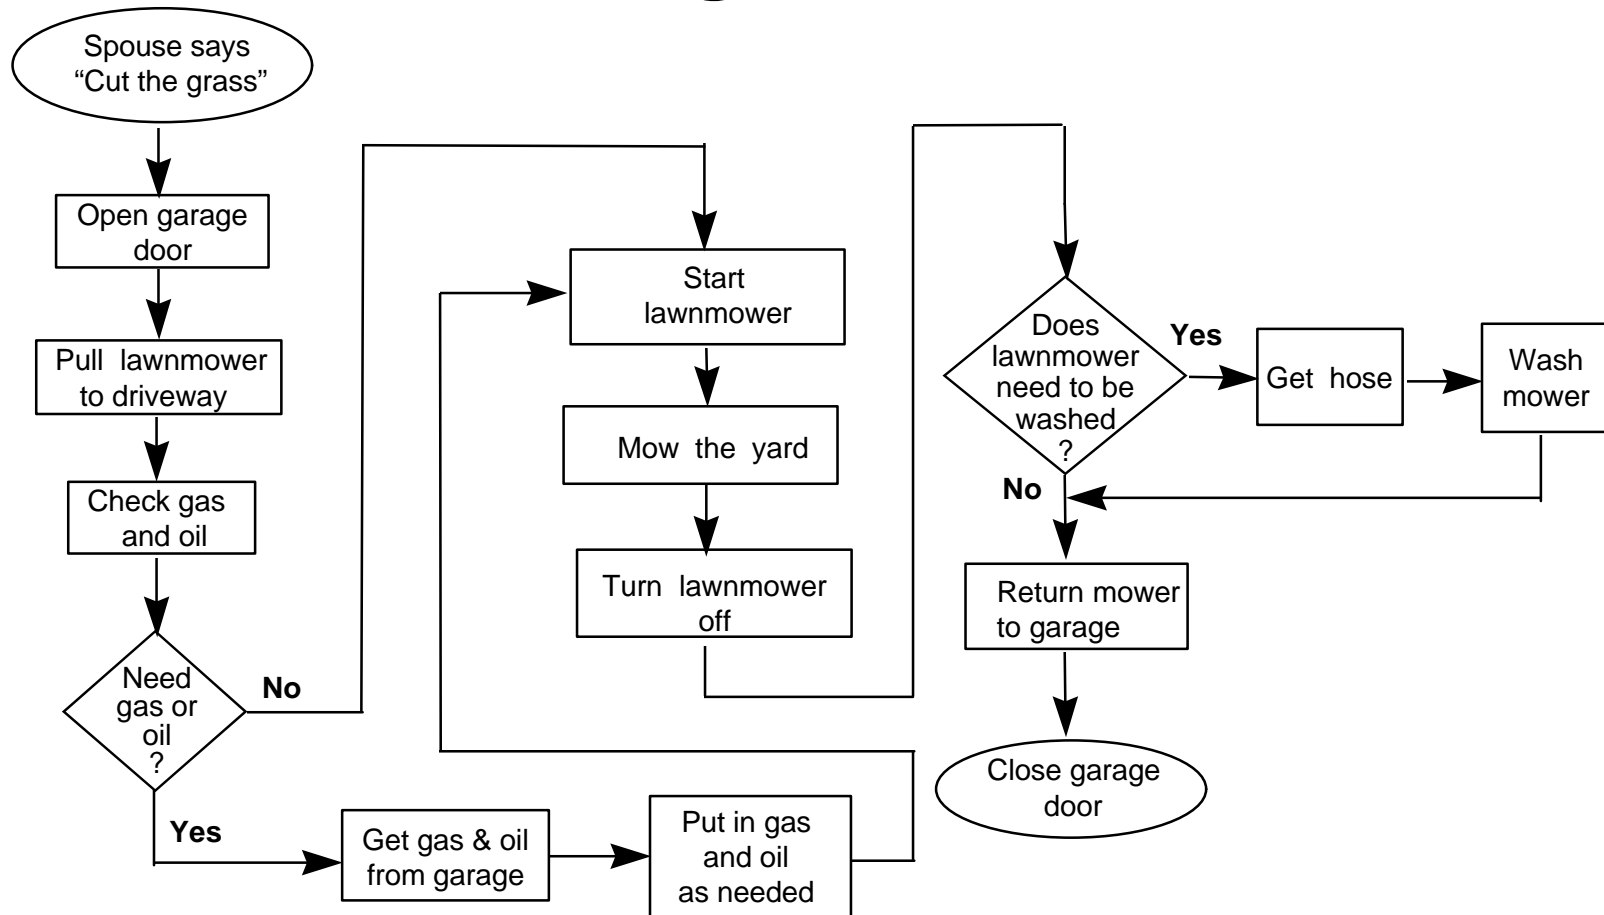 Spouse says
“Cut the grass”
Open garage
door
Pull lawnmower
to driveway
Check gas
and oil
Need
gas or
oil
?
No
Yes
Get gas & oil
from garage
Put in gas
and oil
as needed
Start
lawnmower
Mow the yard
Turn lawnmower
off
Does
lawnmower
need to be
washed
?
Yes
No
Get hose
Wash
mower
Return mower
to garage
Close garage
door